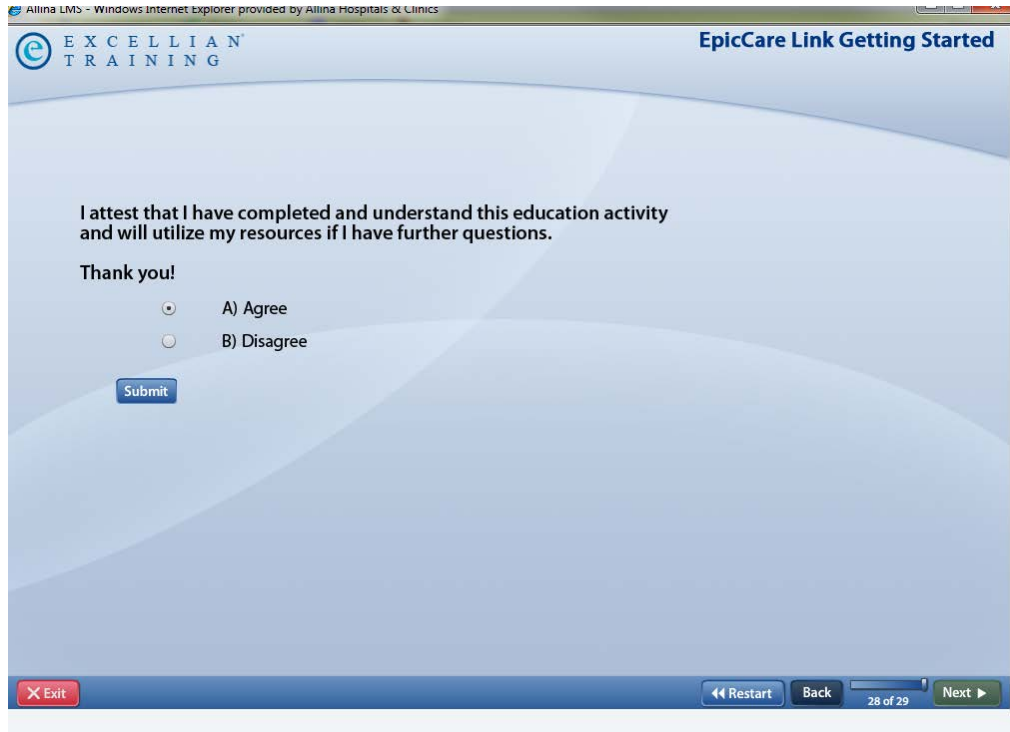 Allina LMS - Windows Internet Explorer provided by Allina Hospitals & Clinics
e EXCELLIAN®
TRAINING
EpicCare Link Getting Started
I attest that I have completed and understand this education activity
and will utilize my resources if I have further questions.
Thank you!
A) Agree
B) Disagree
Submit
X Exit
Restart
Back
28 of 29
Next